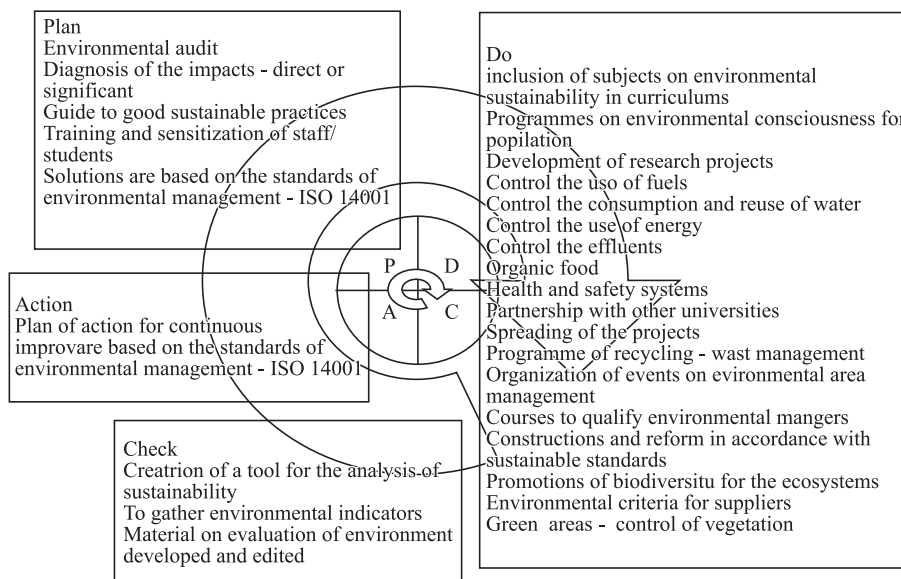 Plan
Environmental audit
Diagnosis of the impacts - direct or
significant
Guide to good sustainable practices
Training and sensitization of staff/
students
Solutions are based on the standards of
environmental management - ISO 14001
Do
inclusion of subjects on environmental
sustainability in curriculums
Programmes on environmental consciousness for
popilation
Development of research projects
Control the uso of fuels
Control the consumption and reuse of water
Control the use of energy
Control the effluents
Organic food
Health and safety systems
Partnership with other universities
Spreading of the projects
Programme of recycling - wast management
Organization of events on evironmental area
management
Courses to qualify environmental mangers
Constructions and reform in accordance with
sustainable standards
Promotions of biodiversitu for the ecosystems
Environmental criteria for suppliers
Green areas - control of vegetation
P D
A C
Action
Plan of action for continuous
improvare based on the standards of
environmental management - ISO 14001
Check
Creatrion of a tool for the analysis of
sustainability
To gather environmental indicators
Material on evaluation of environment
developed and edited